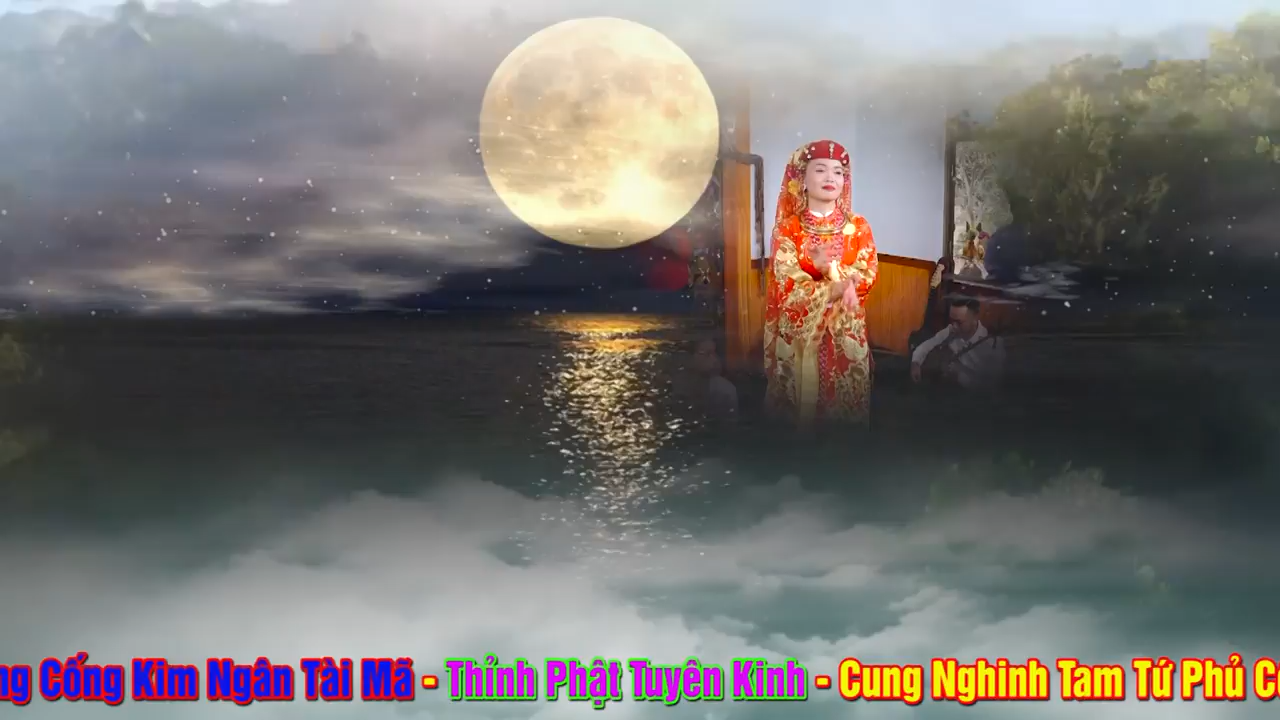 Cống Kim Ngân Tài Mã - Thỉnh Phật Tuyên Kinh - Cung Nghinh Tam Tứ Phủ